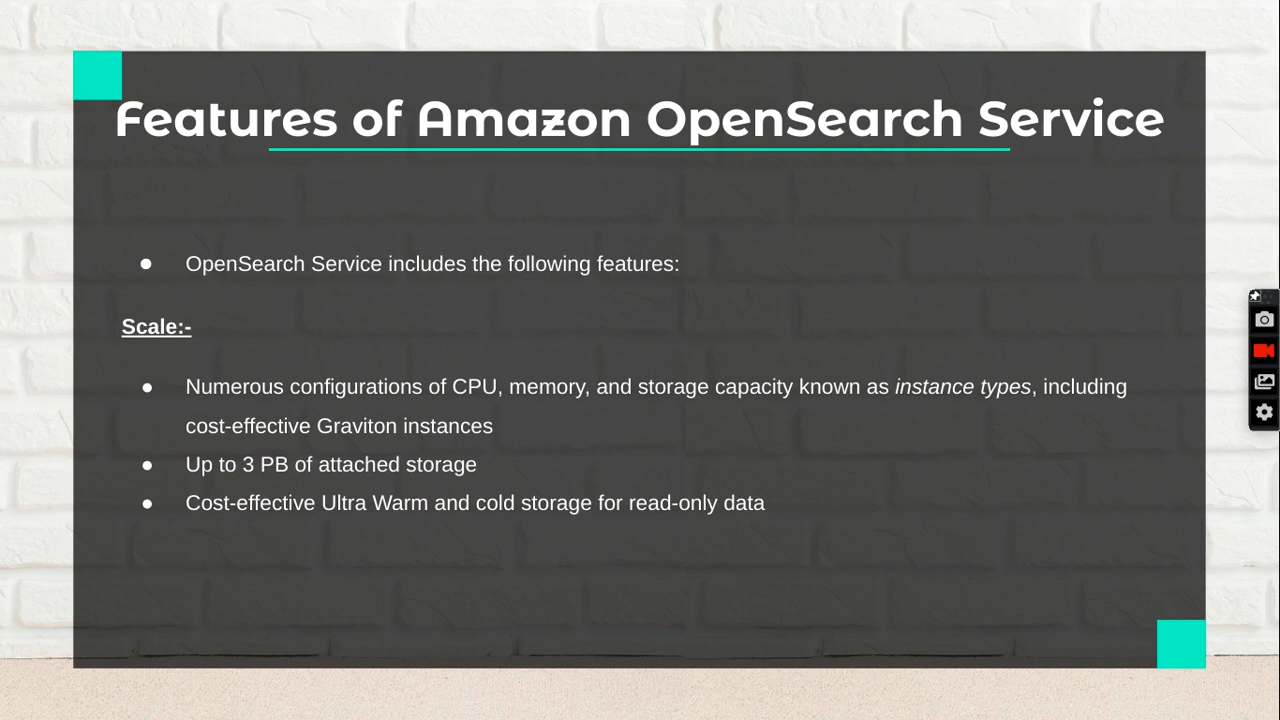 Features of Amazon OpenSearch Service
● OpenSearch Service includes the following features:
Scale:-
● Numerous configurations of CPU, memory, and storage capacity known as instance types, including
cost-effective Graviton instances
● Up to 3 PB of attached storage
● Cost-effective Ultra Warm and cold storage for read-only data